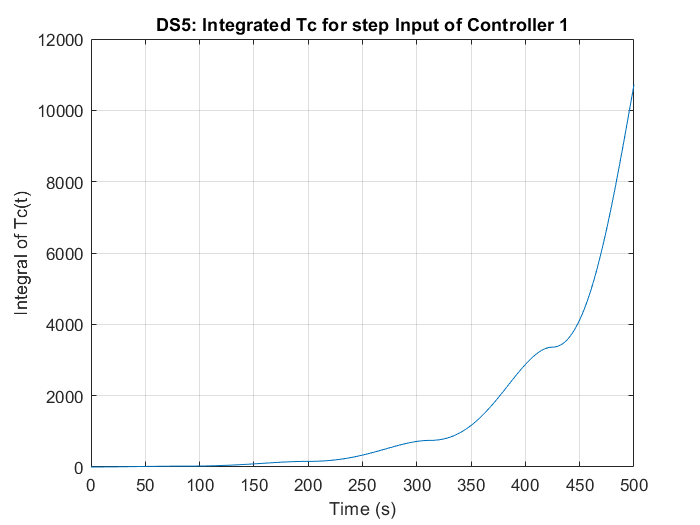 DS5: Integrated Tc for step Input of Controller 1
12000
10000
8000
6000
4000
2000
0
Integral of Tc(t)
0 50 100 150 200 250 300 350 400 450 500
Time (s)